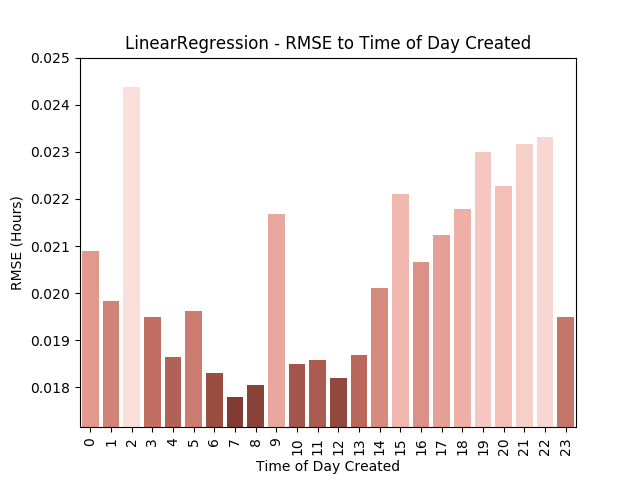 LinearRegression - RMSE to Time of Day Created
0.025
0.024
0.023
0.022
0.021
0.020
0.019
0.018
RMSE (Hours)
0 1 2 3 4 5 6 7 8 9 10 11 12 13 14 15 16 17 18 19 20 21 22 23
Time of Day Created